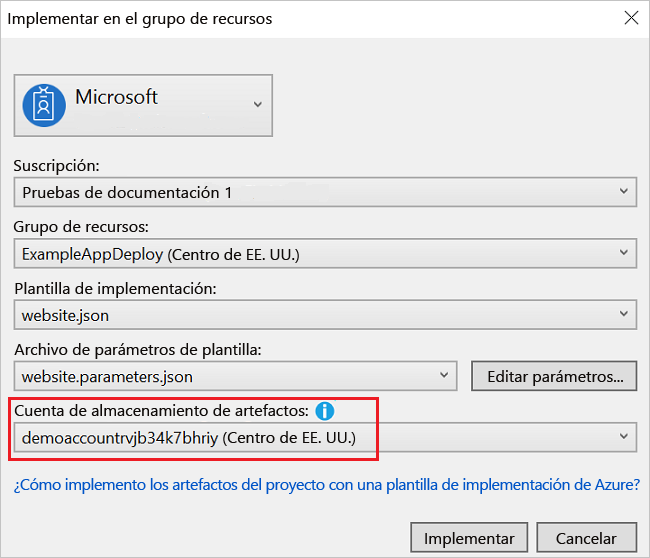 Implementar en el grupo de recursos
Microsoft
Suscripción:
Pruebas de documentación 1
Grupo de recursos:
ExampleAppDeploy (Centro de EE. UU.)
Plantilla de implementación:
website.json
Archivo de parámetros de plantilla:
website.parameters.json
Editar parámetros...
Cuenta de almacenamiento de artefactos:
demoaccountrvjb34k7bhriy (Centro de EE. UU.)
¿Cómo implemento los artefactos del proyecto con una plantilla de implementación de Azure?
Implementar
Cancelar